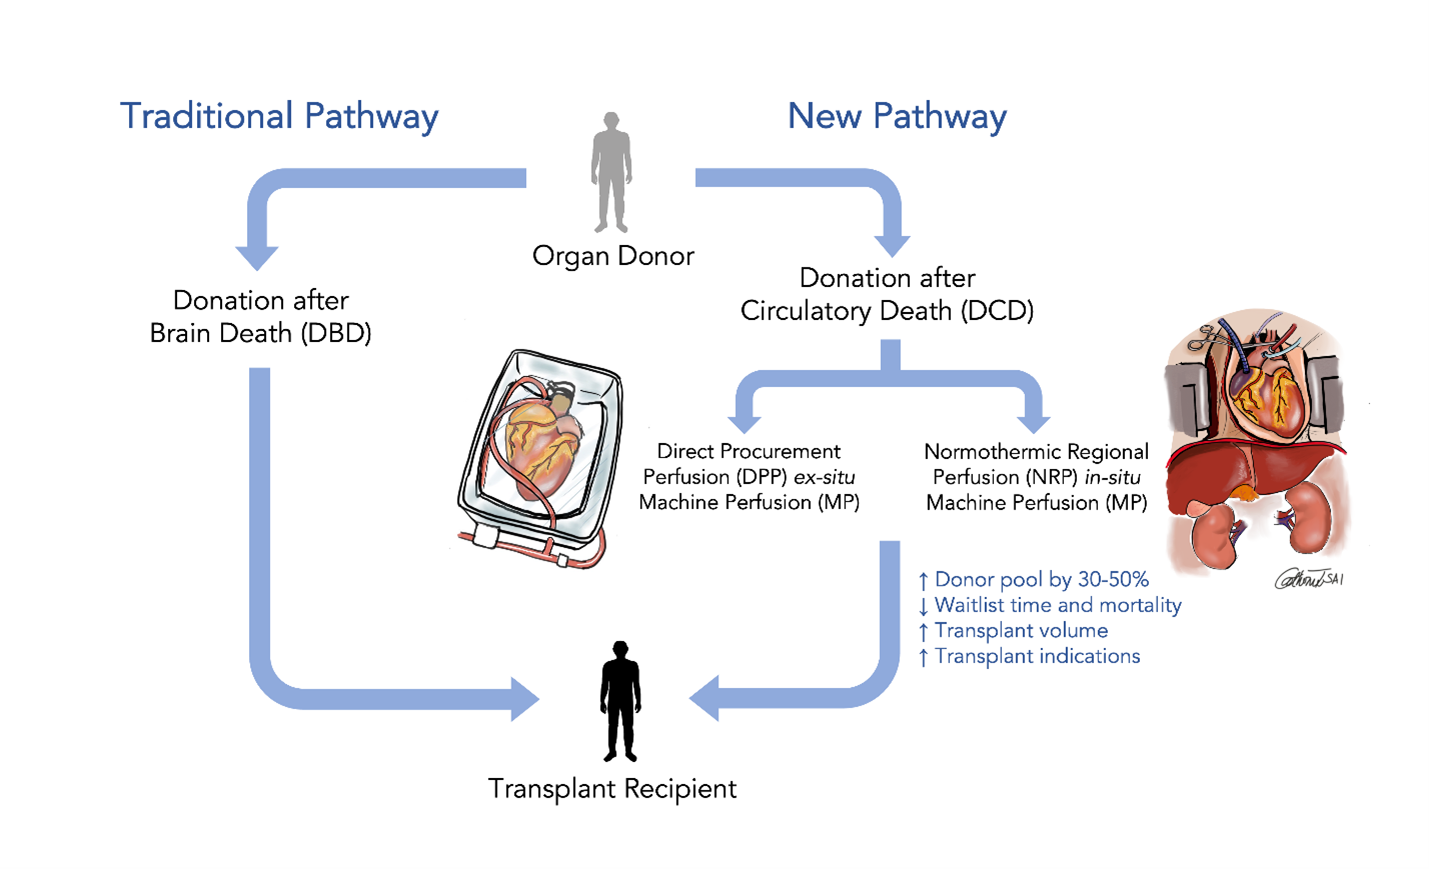 Traditional Pathway
New Pathway
Organ Donor
Donation after
Brain Death (DBD)
Donation after
Circulatory Death (DCD)
Direct Procurement
Perfusion (DPP) ex-situ
Machine Perfusion (MP)
Normothermic Regional
Perfusion (NRP) in-situ
Machine Perfusion (MP)
↑ Donor pool by 30-50%
↓ Waitlist time and mortality
↑ Transplant volume
↑ Transplant indications
Transplant Recipient